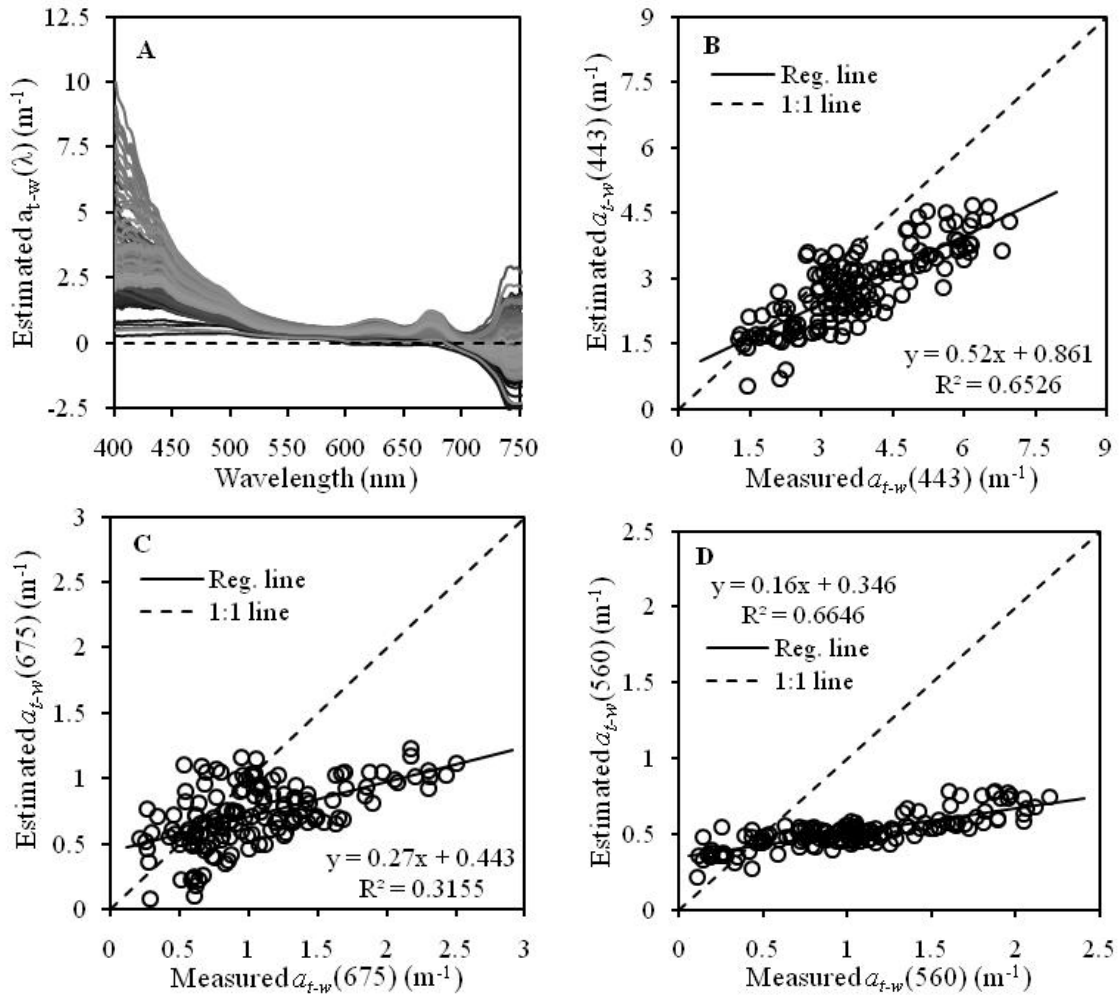 A
Estimated a_{t-w}(λ) (m^{-1})
12.5
10
7.5
5
2.5
0
-2.5
400 450 500 550 600 650 700 750
Wavelength (nm)
B
Reg. line
1:1 line
Estimated a_{t-w}(443) (m^{-1})
9
7.5
6
4.5
3
1.5
0
y = 0.52x + 0.861
R² = 0.6526
0 1.5 3 4.5 6 7.5 9
Measured a_{t-w}(443) (m^{-1})
C
Reg. line
1:1 line
Estimated a_{t-w}(675) (m^{-1})
3
2.5
2
1.5
1
0.5
0
y = 0.27x + 0.443
R² = 0.3155
0 0.5 1 1.5 2 2.5 3
Measured a_{t-w}(675) (m^{-1})
D
y = 0.16x + 0.346
R² = 0.6646
Reg. line
1:1 line
Estimated a_{t-w}(560) (m^{-1})
2.5
2
1.5
1
0.5
0
0 0.5 1 1.5 2 2.5
Measured a_{t-w}(560) (m^{-1})